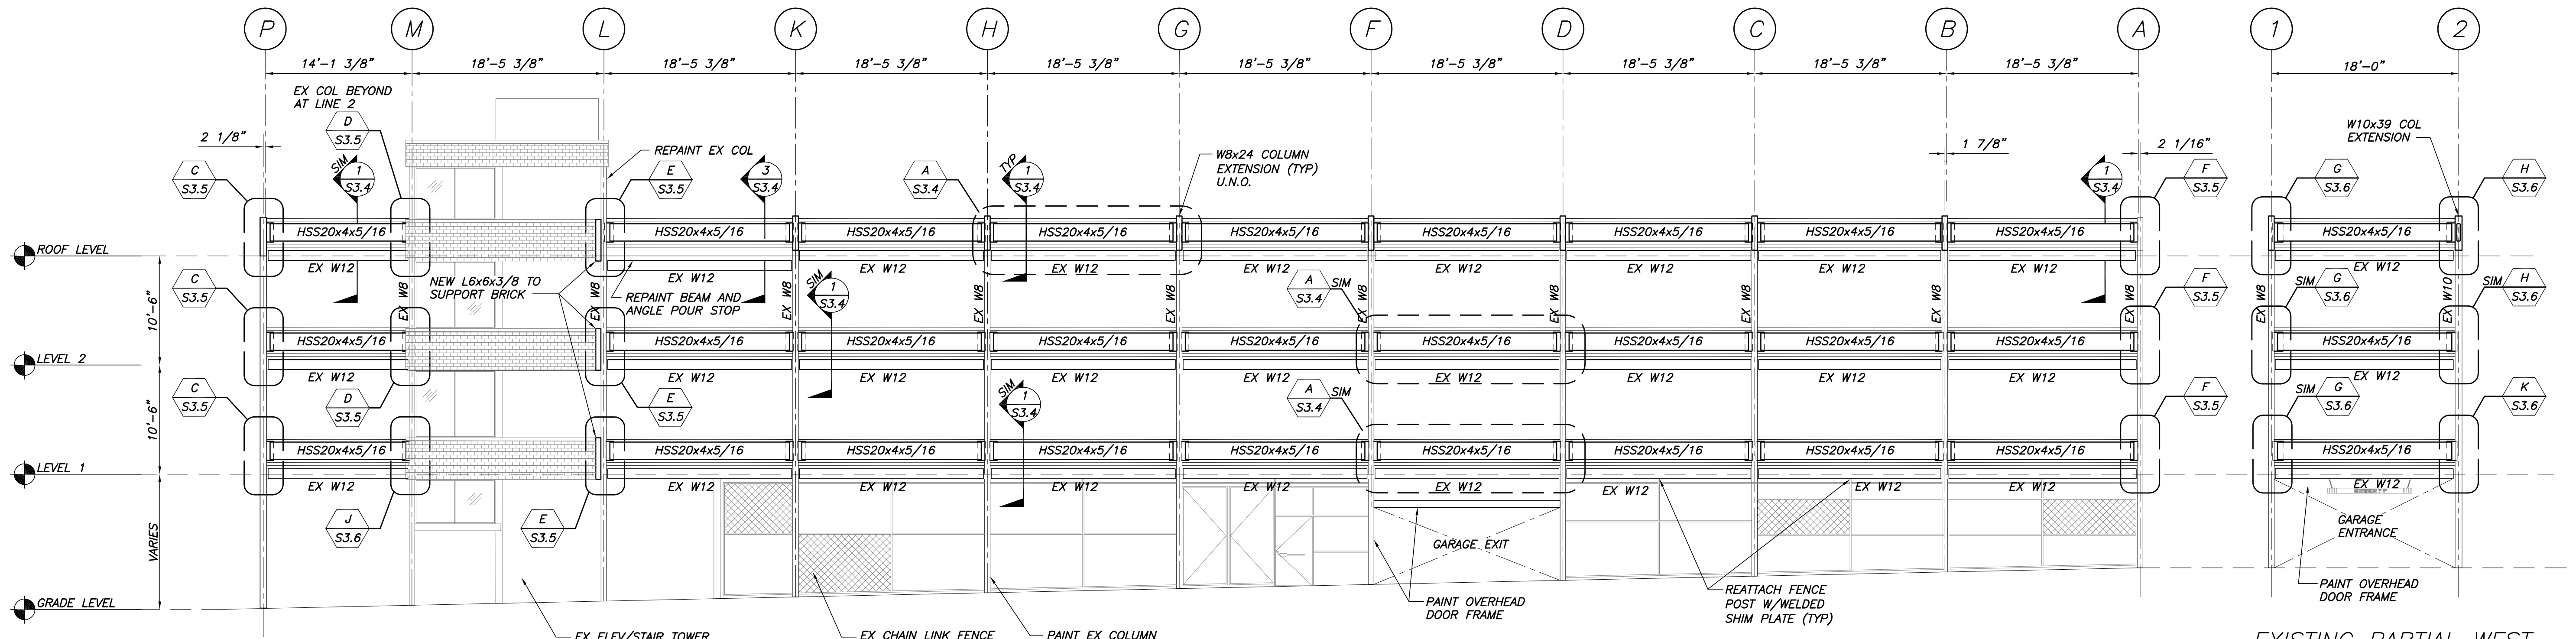 P M L K H G F D C B A 1 2
14'-1 3/8" 18'-5 3/8" 18'-5 3/8" 18'-5 3/8" 18'-5 3/8" 18'-5 3/8" 18'-5 3/8" 18'-5 3/8" 18'-5 3/8" 18'-5 3/8" 18'-0"
EX COL BEYOND
AT LINE 2
D
S3.5
2 1/8"
C
S3.5
SIM
1
S3.4
REPAINT EX COL
E
S3.5
3
S3.4
A
S3.4
TYP
1
S3.4
W8x24 COLUMN
EXTENSION (TYP)
U.N.O.
1 7/8"
2 1/16"
1
S3.4
F
S3.5
W10x39 COL
EXTENSION
G
S3.6
H
S3.6
ROOF LEVEL
HSS20x4x5/16 HSS20x4x5/16 HSS20x4x5/16 HSS20x4x5/16 HSS20x4x5/16 HSS20x4x5/16 HSS20x4x5/16 HSS20x4x5/16 HSS20x4x5/16 HSS20x4x5/16
EX W12 EX W12 EX W12 EX W12 EX W12 EX W12 EX W12 EX W12 EX W12 EX W12
C
S3.5
10'-6"
EX W8
NEW L6x6x3/8 TO
SUPPORT BRICK
EX W8
REPAINT BEAM AND
ANGLE POUR STOP
EX W8
SIM
1
S3.4
EX W8
EX W8
A
S3.4
SIM
EX W8
EX W8
EX W8
EX W8
EX W8
F
S3.5
EX W8
SIM
G
S3.6
EX W10
SIM
H
S3.6
LEVEL 2
HSS20x4x5/16 HSS20x4x5/16 HSS20x4x5/16 HSS20x4x5/16 HSS20x4x5/16 HSS20x4x5/16 HSS20x4x5/16 HSS20x4x5/16 HSS20x4x5/16 HSS20x4x5/16
EX W12 EX W12 EX W12 EX W12 EX W12 EX W12 EX W12 EX W12 EX W12 EX W12
C
S3.5
10'-6"
D
S3.5
E
S3.5
SIM
1
S3.4
A
S3.4
SIM
F
S3.5
SIM
G
S3.6
K
S3.6
LEVEL 1
HSS20x4x5/16 HSS20x4x5/16 HSS20x4x5/16 HSS20x4x5/16 HSS20x4x5/16 HSS20x4x5/16 HSS20x4x5/16 HSS20x4x5/16 HSS20x4x5/16 HSS20x4x5/16
EX W12 EX W12 EX W12 EX W12 EX W12 EX W12 EX W12 EX W12 EX W12 EX W12
VARIES
J
S3.6
E
S3.5
GARAGE EXIT
GARAGE
ENTRANCE
GRADE LEVEL
PAINT OVERHEAD
DOOR FRAME
REATTACH FENCE
POST W/WELDED
SHIM PLATE (TYP)
PAINT OVERHEAD
DOOR FRAME
EX ELEV/STAIR TOWER
EX CHAIN LINK FENCE
PAINT EX COLUMN
EXISTING PARTIAL WEST